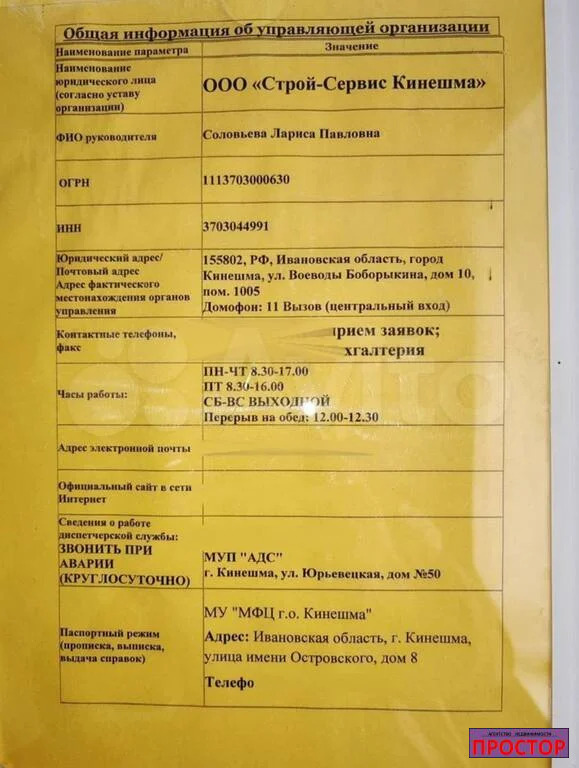 Общая информация об управляющей организации
Наименование параметра
Значение
Наименование
юридического лица
(согласно уставу
организации)
ООО «Строй-Сервис Кинешма»
ФИО руководителя
Соловьева Лариса Павловна
ОГРН
1113703000630
ИНН
3703044991
Юридический адрес/
Почтовый адрес
Адрес фактического
местонахождения органов
управления
155802, РФ, Ивановская область, город
Кинешма, ул. Воеводы Боборыкина, дом 10,
пом. 1005
Домофон: 11 Вызов (центральный вход)
Контактные телефоны,
факс
рием заявок;
хгалтерия
Часы работы:
ПН-ЧТ 8.30-17.00
ПТ 8.30-16.00
СБ-ВС ВЫХОДНОЙ
Перерыв на обед: 12.00-12.30
Адрес электронной почты
Официальный сайт в сети
Интернет
Сведения о работе
диспетчерской службы:
ЗВОНИТЬ ПРИ
АВАРИИ
(КРУГЛОСУТОЧНО)
МУП "АДС"
г. Кинешма, ул. Юрьевецкая, дом №50
Паспортный режим
(прописка, выписка,
выдача справок)
МУ "МФЦ г.о. Кинешма"
Адрес: Ивановская область, г. Кинешма,
улица имени Островского, дом 8
Телефо
Avito
АГЕНТСТВО НЕДВИЖИМОСТИ
ПРОСТОР